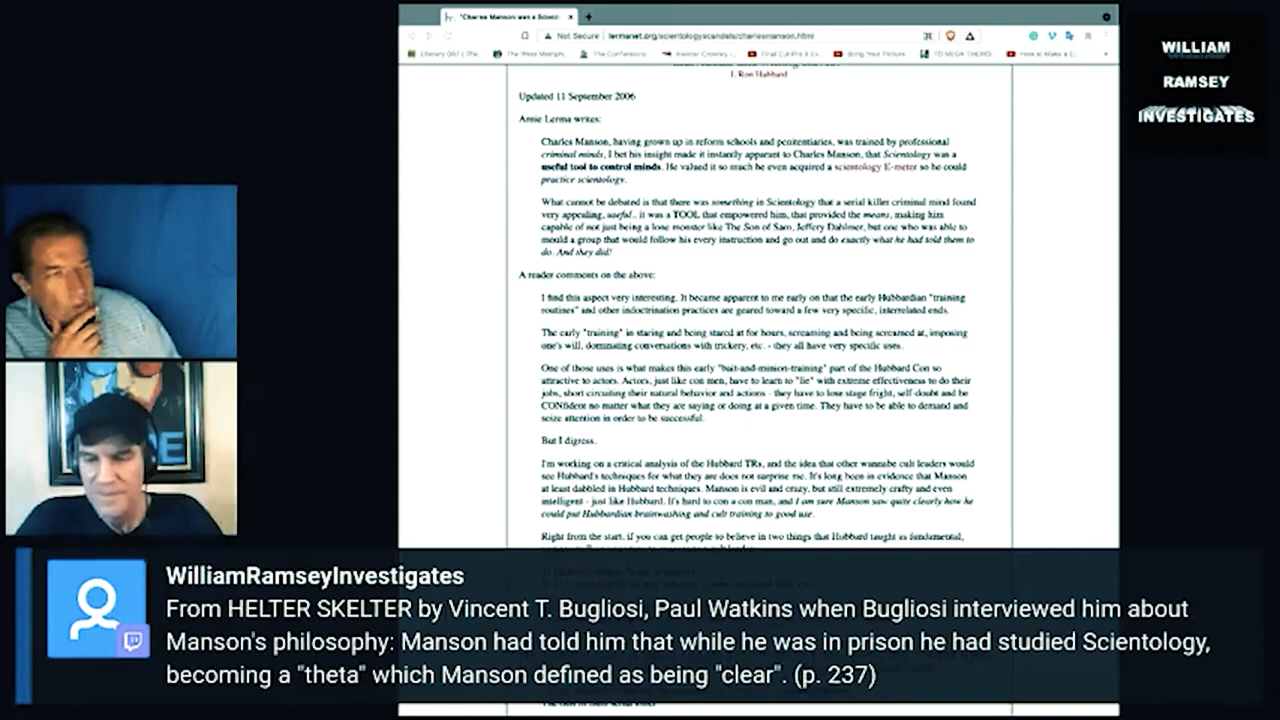 "Charles Manson was a Scient
Not Secure
lermanet.org/scientologyscandals/charlesmanson.html
The West Memph...
The Confessions
Final Cut Pro X Ex...
Bring Your Picture
How to Make a C...
WILLIAM
RAMSEY
INVESTIGATES
L Ron Hubbard
Updated 11 September 2006
Arnie Lerma writes:
Charles Manson, having grown up in reform schools and penitentiaries, was trained by professional
criminal minds, I bet his insight made it instantly apparant to Charles Manson, that Scientology was a
useful tool to control minds. He valued it so much he even acquired a scientology E-meter so he could
practice scientology.
What cannot be debated is that there was something in Scientology that a serial killer criminal mind found
very appealing, useful.. it was a TOOL that empowered him, that provided the means, making him
capable of not just being a lone monster like The Son of Sam, Jeffery Dahlmer, but one who was able to
mould a group that would follow his every instruction and go out and do exactly what he had told them to
do. And they did!
A reader comments on the above:
I find this aspect very interesting. It became apparent to me early on that the early Hubbardian "training
routines" and other indoctrination practices are geared toward a few very specific, interrelated ends.
The early "training" in staring and being stared at for hours, screaming and being screamed at, imposing
one's will, dominating conversations with trickery, etc. - they all have very specific uses.
One of those uses is what makes this early "bait-and-minion-training" part of the Hubbard Con so
attractive to actors. Actors, just like con men, have to learn to "lie" with extreme effectiveness to do their
jobs, short circuiting their natural behavior and actions - they have to lose stage fright, self-doubt and be
CONfident no matter what they are saying or doing at a given time. They have to be able to demand and
seize attention in order to be successful.
But I digress.
I'm working on a critical analysis of the Hubbard TRs, and the idea that other wannabe cult leaders would
see Hubbard's techniques for what they are does not surprise me. It's long been in evidence that Manson
at least dabbled in Hubbard techniques. Manson is evil and crazy, but still extremely crafty and even
intelligent - just like Hubbard. It's hard to con a con man, and I am sure Manson saw quite clearly how he
could put Hubbardian brainwashing and cult training to good use.
Right from the start, if you can get people to believe in two things that Hubbard taught as fundamental,
WilliamRamseyInvestigates
From HELTER SKELTER by Vincent T. Bugliosi, Paul Watkins when Bugliosi interviewed him about
Manson's philosophy: Manson had told him that while he was in prison he had studied Scientology,
becoming a "theta" which Manson defined as being "clear". (p. 237)